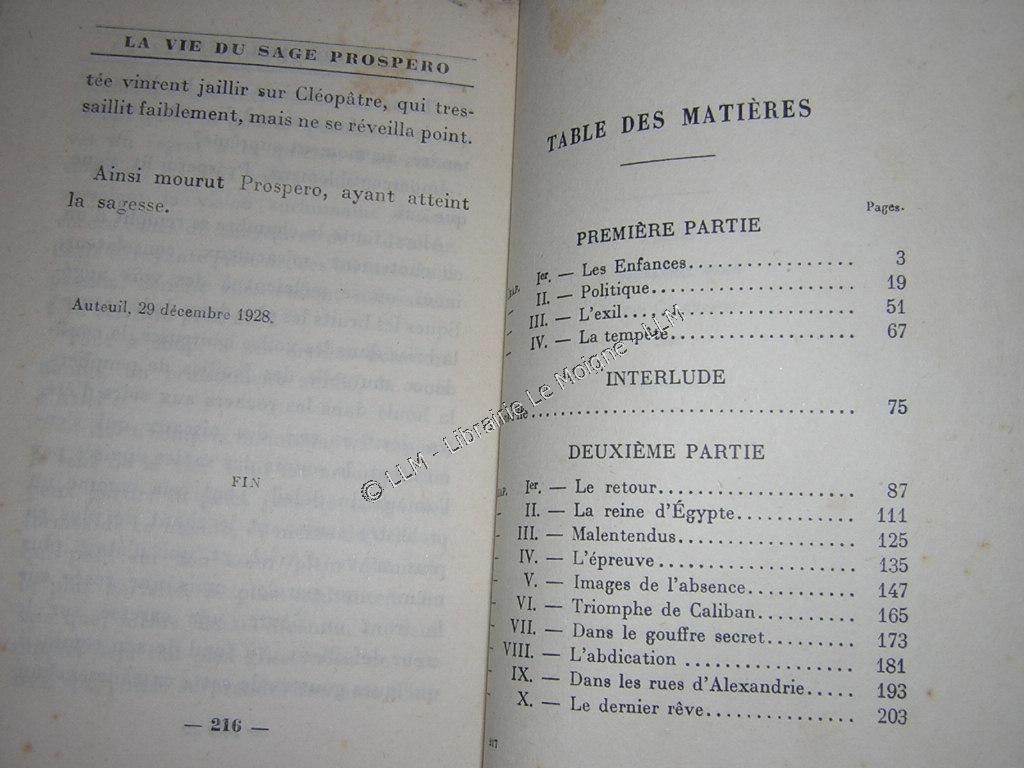 LA VIE DU SAGE PROSPERO
tée vinrent jaillir sur Cléopâtre, qui tres-
saillit faiblement, mais ne se réveilla point.
Ainsi mourut Prospero, ayant atteint
la sagesse.
Auteuil, 29 décembre 1928.
FIN
— 216 —
TABLE DES MATIÈRES
Pages.
PREMIÈRE PARTIE
Ier. — Les Enfances.................. 3
II. — Politique...................... 19
III. — L'exil......................... 51
IV. — La tempête..................... 67
INTERLUDE
................................ 75
DEUXIÈME PARTIE
Ier. — Le retour..................... 87
II. — La reine d'Égypte.............. 111
III. — Malentendus.................... 125
IV. — L'épreuve...................... 135
V. — Images de l'absence............ 147
VI. — Triomphe de Caliban............ 165
VII. — Dans le gouffre secret......... 173
VIII. — L'abdication .................. 181
IX. — Dans les rues d'Alexandrie..... 193
X. — Le dernier rêve................ 203
© LLM - Librairie Le Moigne - LLM